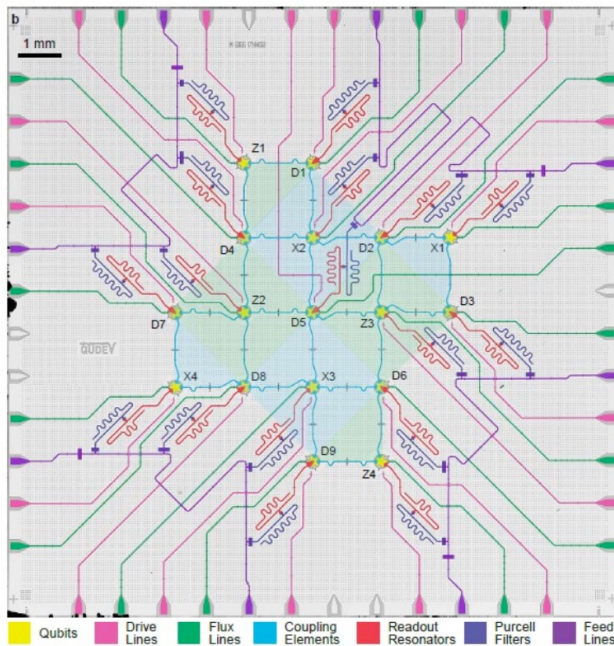 b
1 mm
Z1
D1
D4
X2
D2
X1
Z2
D5
Z3
D3
D7
QUDEV
X4
D8
X3
D6
D9
Z4
Qubits
Drive
Lines
Flux
Lines
Coupling
Elements
Readout
Resonators
Purcell
Filters
Feed
Lines